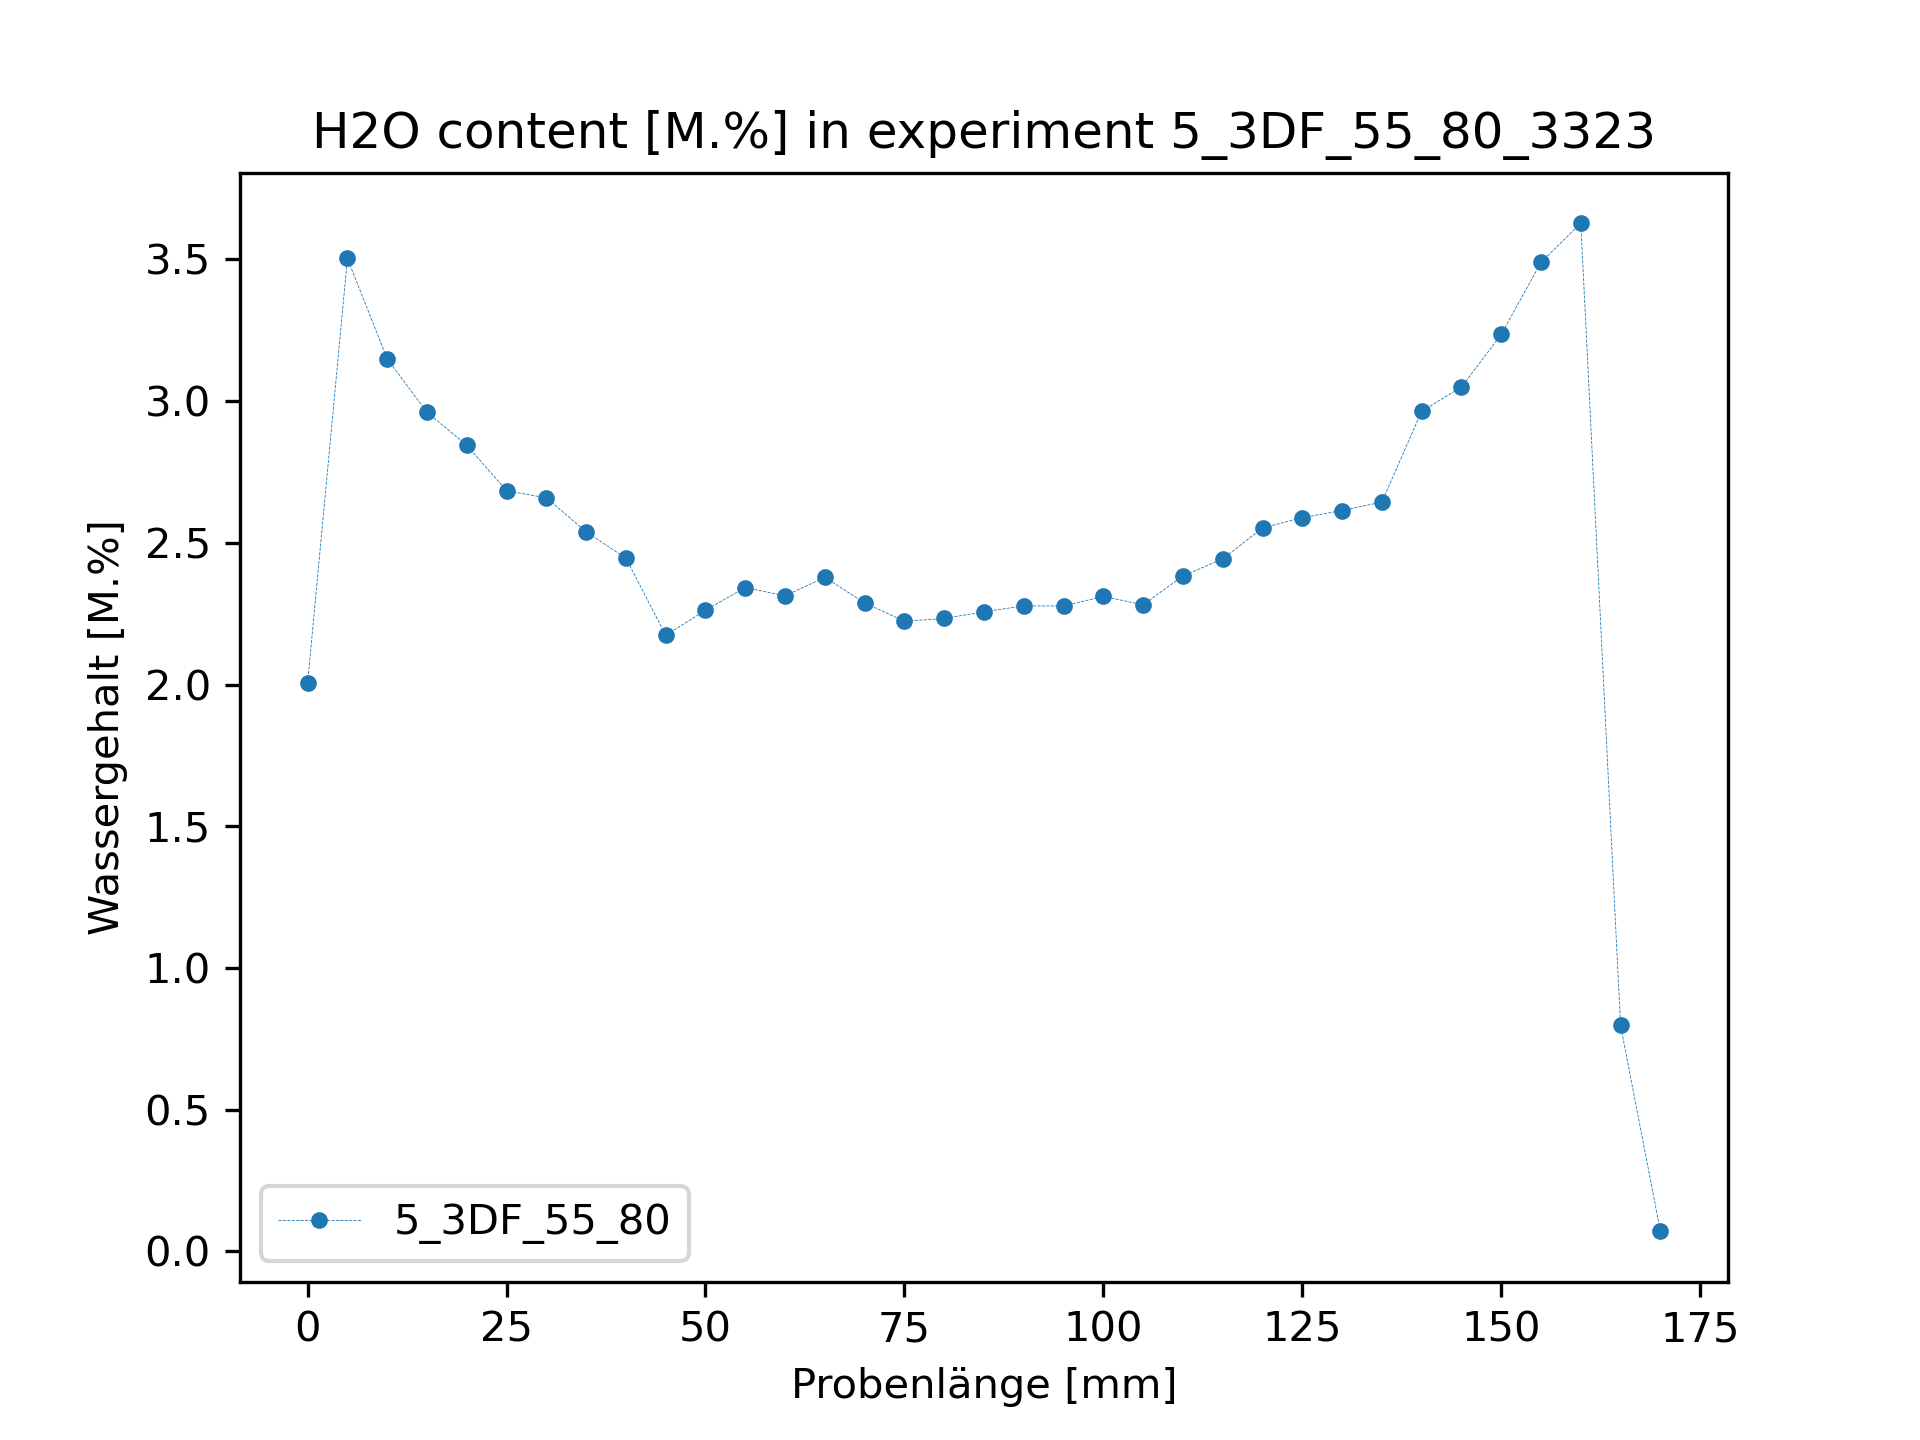 H2O content [M.%] in experiment 5_3DF_55_80_3323
Wassergehalt [M.%]
3.5
3.0
2.5
2.0
1.5
1.0
0.5
0.0
5_3DF_55_80
0 25 50 75 100 125 150 175
Probenlänge [mm]